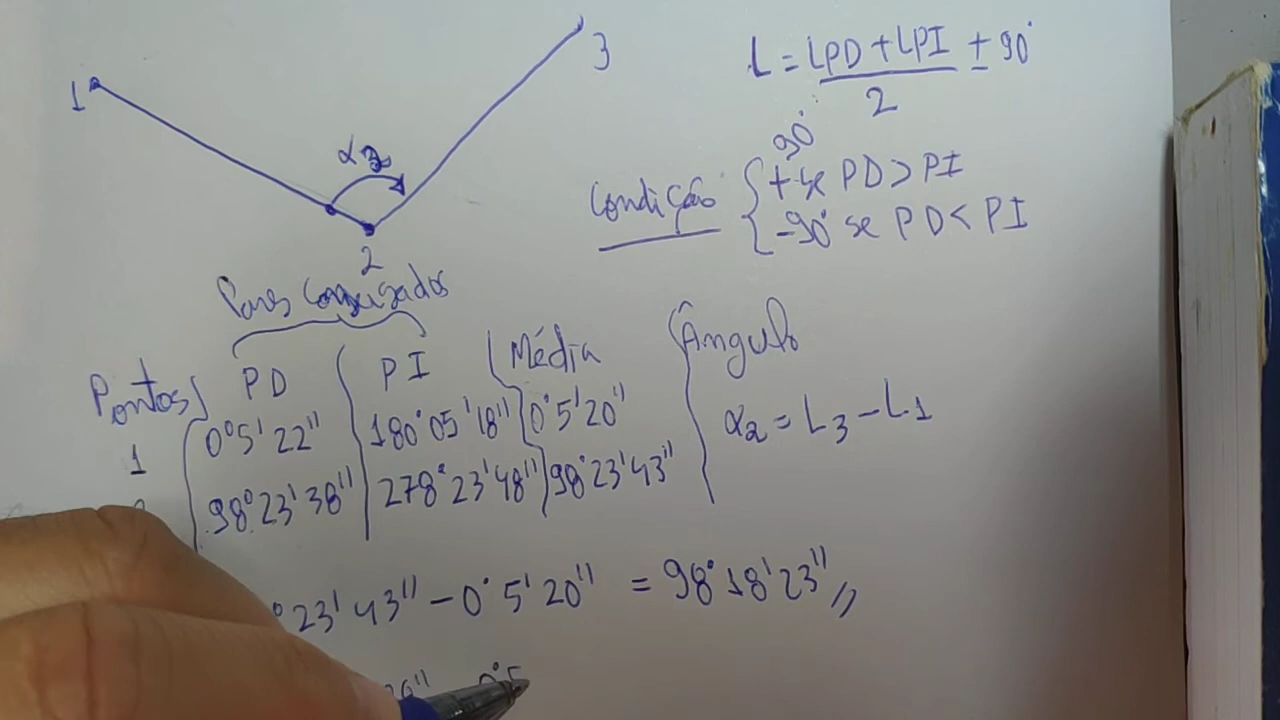 1
3
α2
2
L = LPD + LPI ± 90°
2
Condição { +90° se PD > PI
-90° se PD < PI
Pares Conjugados
Pontos PD PI Média Ângulo
1 0°5'22" 180°05'18" 0°5'20" α2 = L3 - L1
98°23'38" 278°23'48" 98°23'43"
°23'43" - 0°5'20" = 98°18'23"
0°5